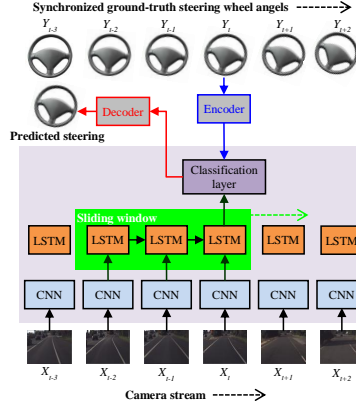 Synchronized ground-truth steering wheel angels
Y_{t-3} Y_{t-2} Y_{t-1} Y_t Y_{t+1} Y_{t+2}
Decoder
Encoder
Predicted steering
Classification
layer
Sliding window
LSTM LSTM LSTM LSTM LSTM LSTM
CNN CNN CNN CNN CNN CNN
X_{t-3} X_{t-2} X_{t-1} X_t X_{t+1} X_{t+2}
Camera stream